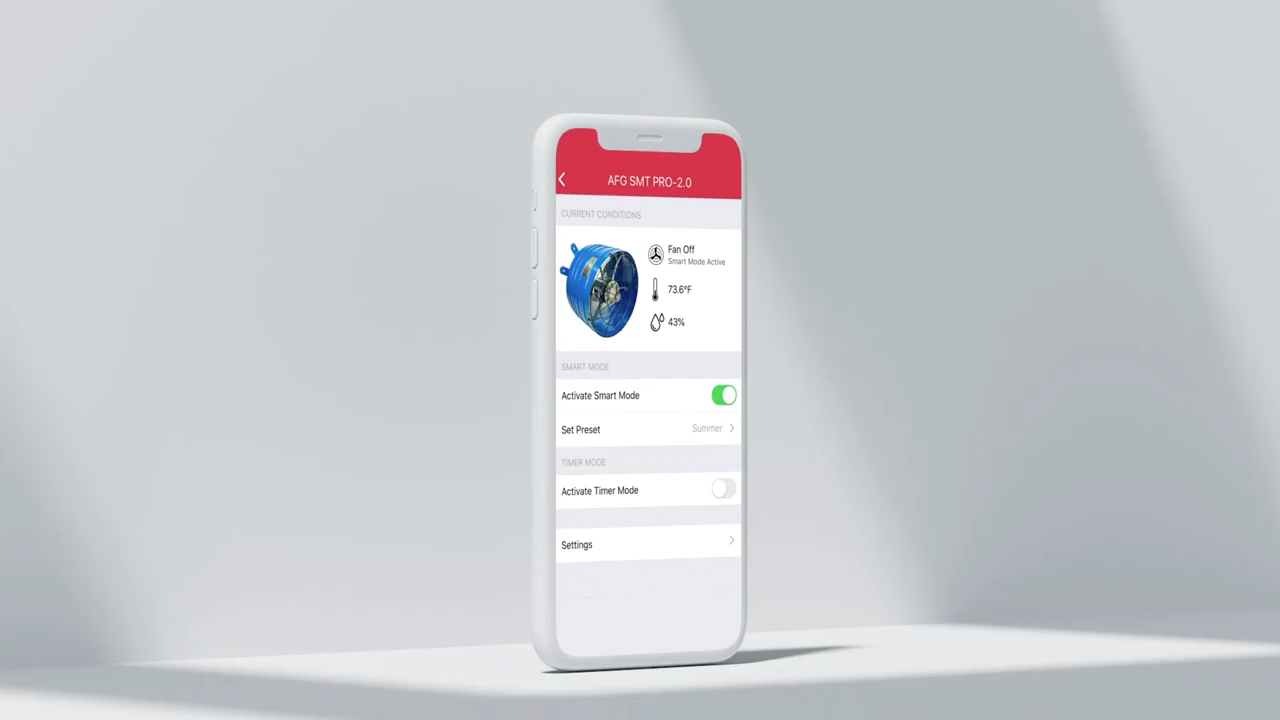 AFG SMT PRO-2.0
CURRENT CONDITIONS
Fan Off
Smart Mode Active
73.6°F
43%
SMART MODE
Activate Smart Mode
Set Preset
Summer
TIMER MODE
Activate Timer Mode
Settings